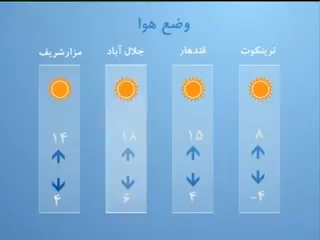 وضع هوا
ترینکوت قندهار جلال آباد مزارشریف
۸ ۱۵ ۱۸ ۱۴
-۴ ۴ ۶ ۴